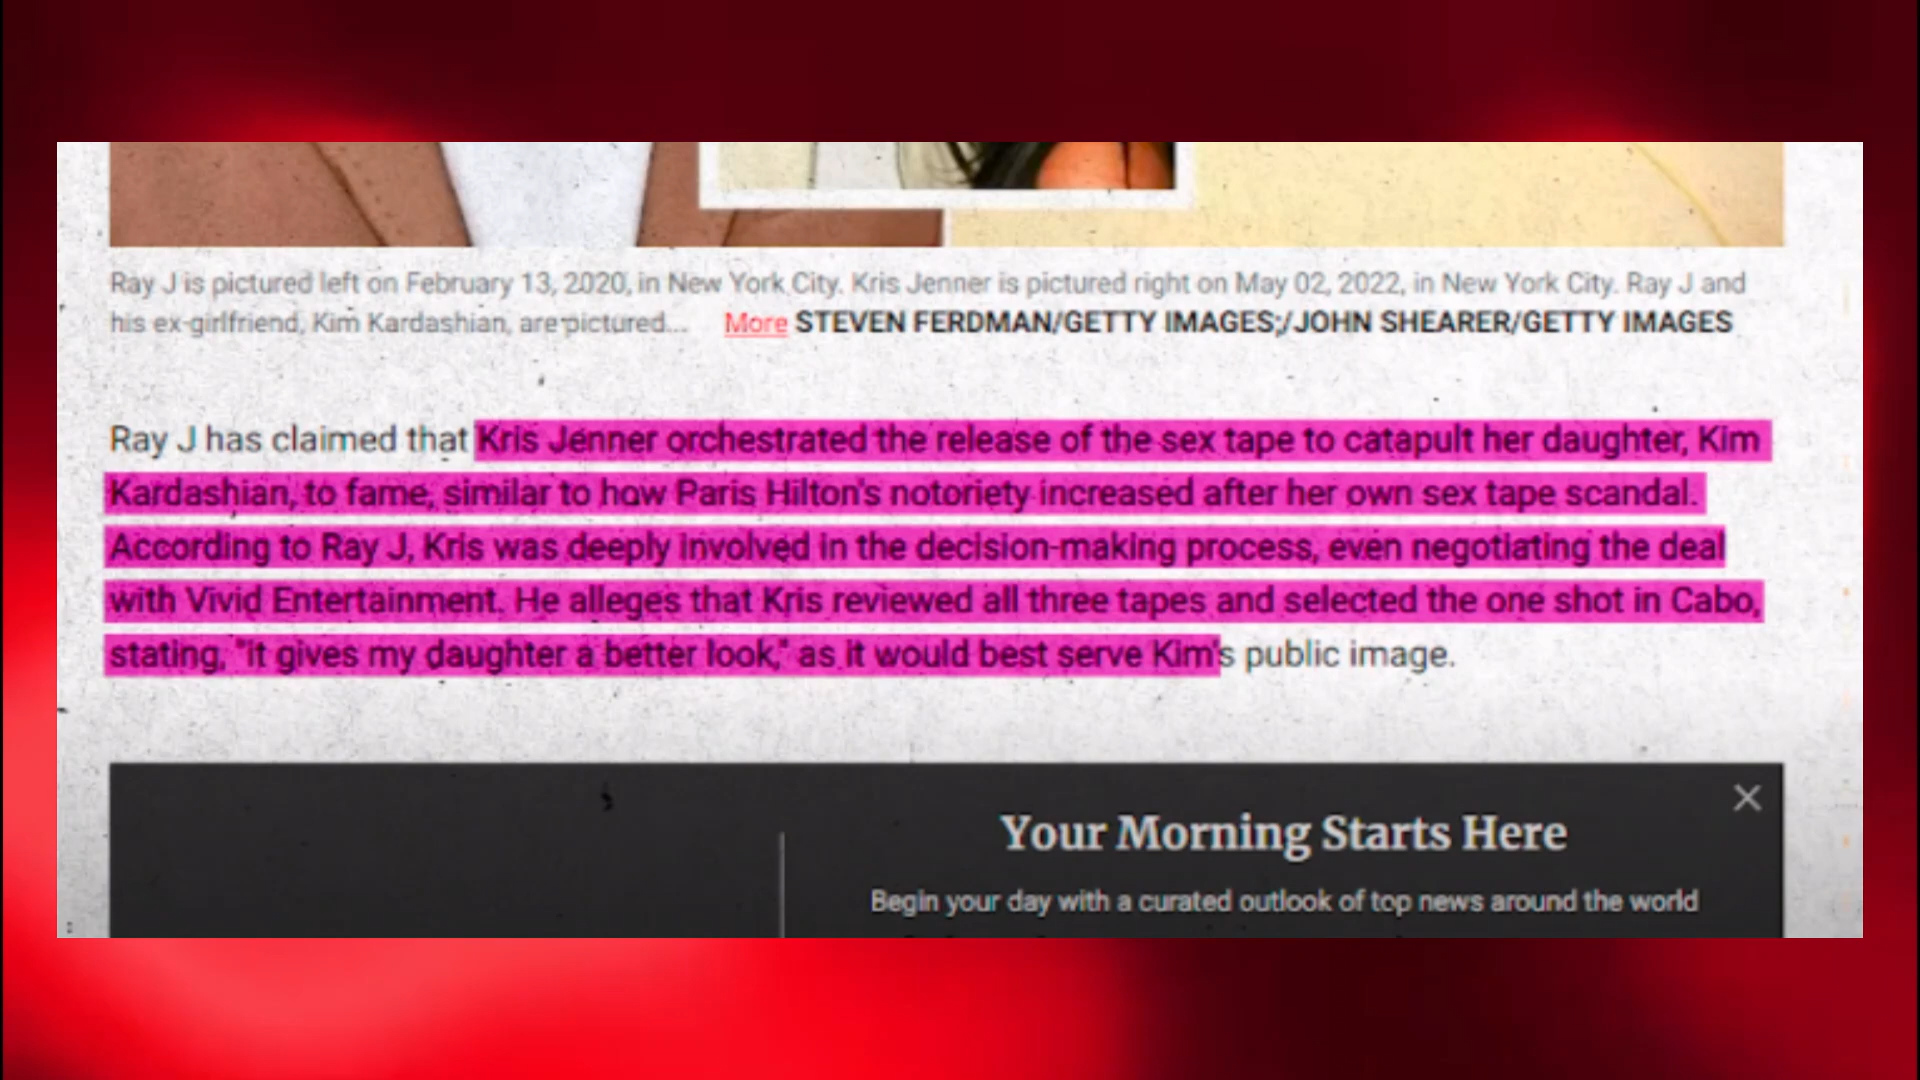 Ray J is pictured left on February 13, 2020, in New York City. Kris Jenner is pictured right on May 02, 2022, in New York City. Ray J and
his ex-girlfriend, Kim Kardashian, are pictured... More STEVEN FERDMAN/GETTY IMAGES;/JOHN SHEARER/GETTY IMAGES
Ray J has claimed that Kris Jenner orchestrated the release of the sex tape to catapult her daughter, Kim
Kardashian, to fame, similar to how Paris Hilton's notoriety increased after her own sex tape scandal.
According to Ray J, Kris was deeply involved in the decision-making process, even negotiating the deal
with Vivid Entertainment. He alleges that Kris reviewed all three tapes and selected the one shot in Cabo,
stating, "it gives my daughter a better look," as it would best serve Kim's public image.
Your Morning Starts Here
Begin your day with a curated outlook of top news around the world